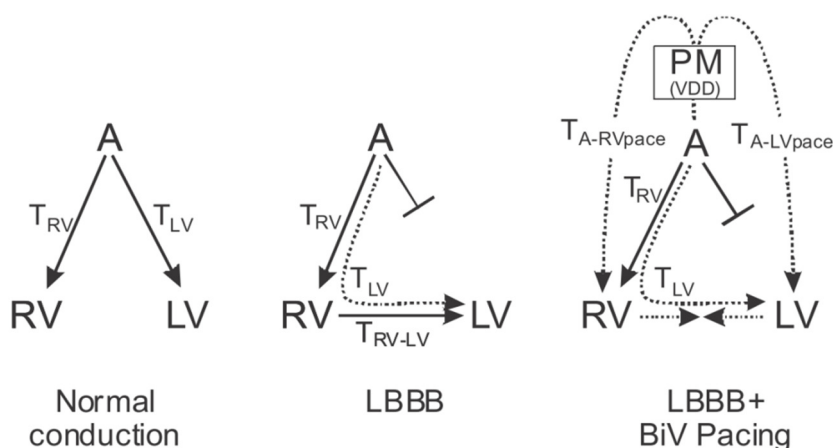 A
T_RV
T_LV
RV
LV
Normal
conduction
A
T_RV
T_LV
RV
LV
T_RV-LV
LBBB
PM
(VDD)
T_A-RVpace
T_A-LVpace
A
T_RV
T_LV
RV
LV
LBBB+
BiV Pacing